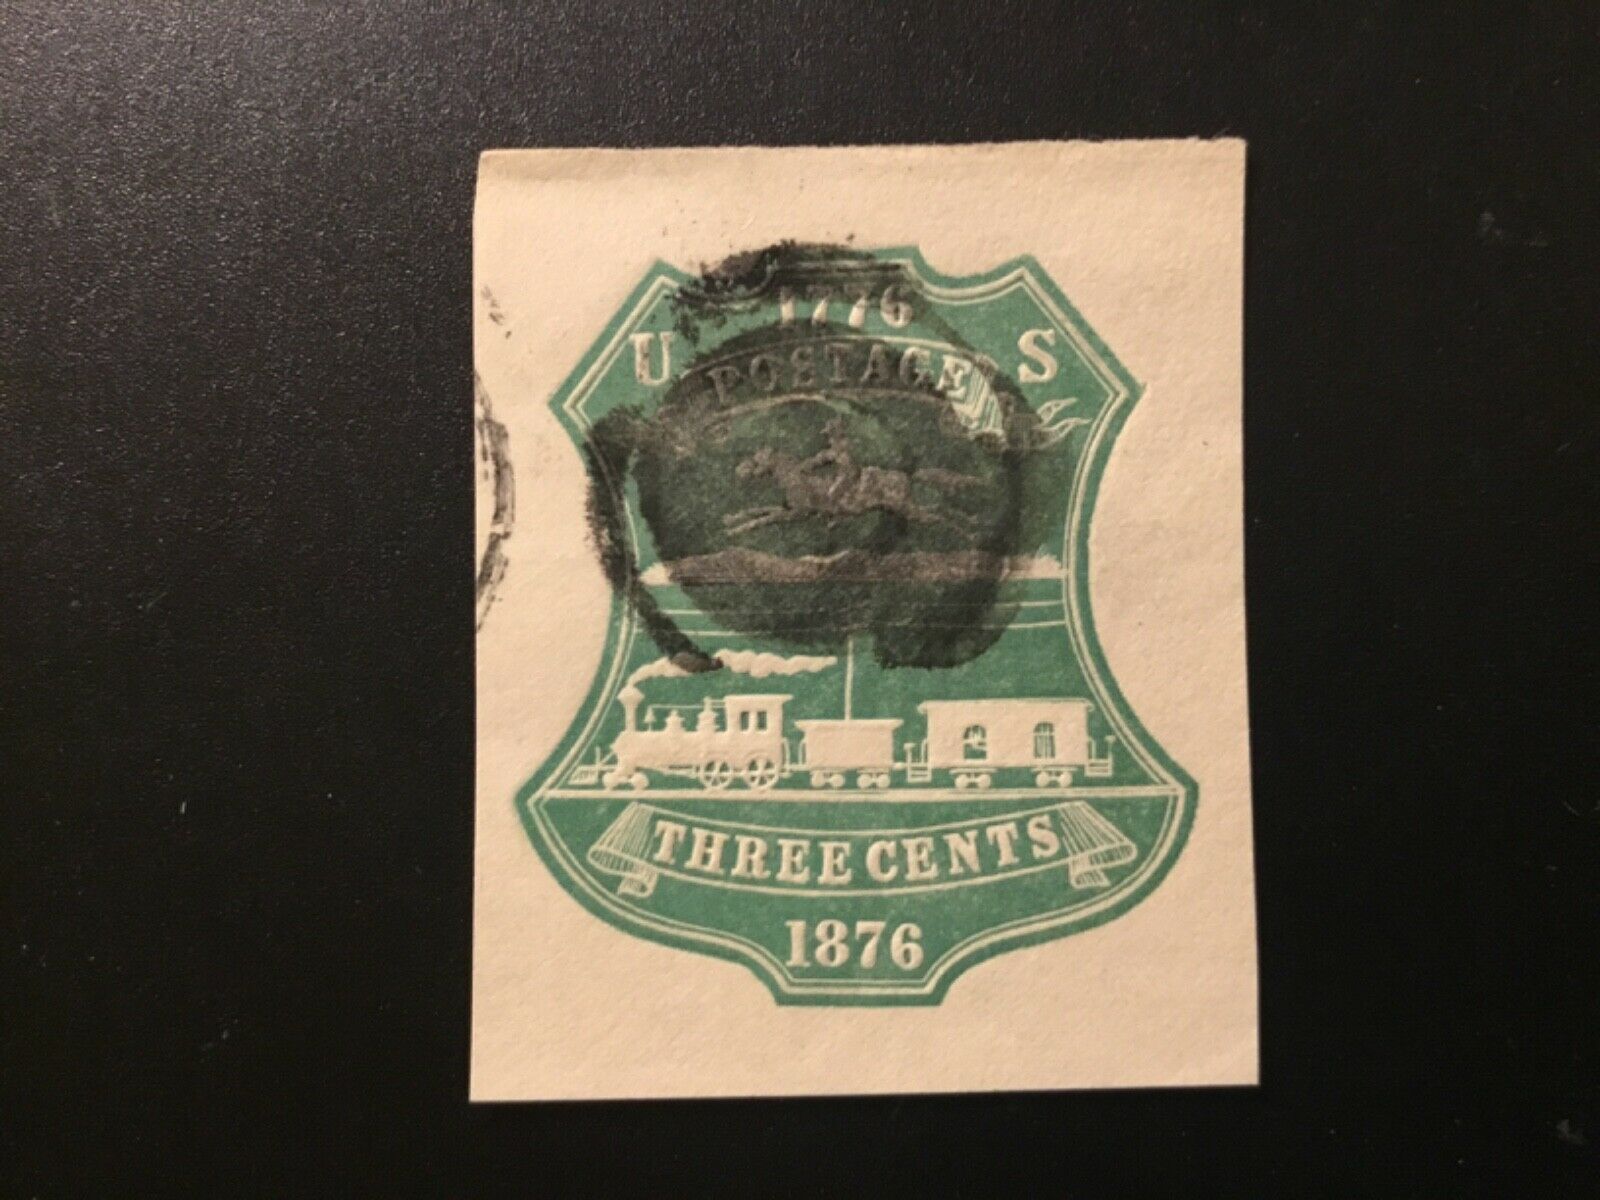 1776
U S
POSTAGE
THREE CENTS
1876